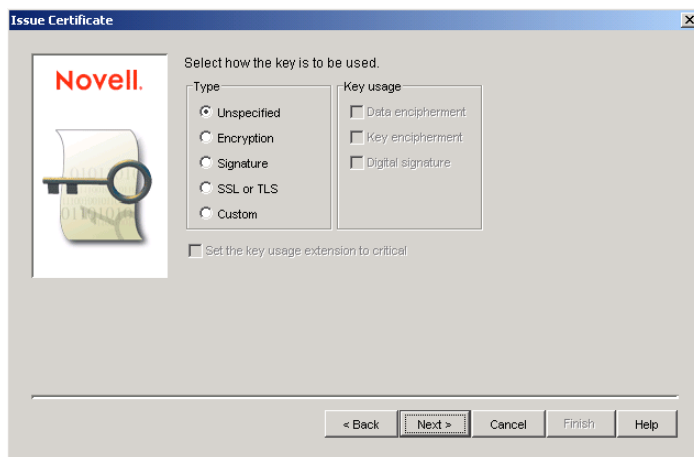 Issue Certificate
Novell.
Select how the key is to be used.
Type
Unspecified
Encryption
Signature
SSL or TLS
Custom
Key usage
Data encipherment
Key encipherment
Digital signature
Set the key usage extension to critical
< Back
Next >
Cancel
Finish
Help